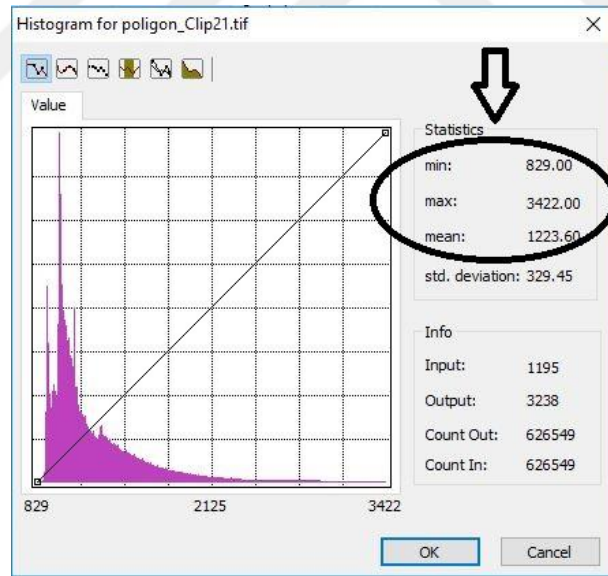 Histogram for poligon_Clip21.tif
Value
Statistics
min: 829.00
max: 3422.00
mean: 1223.60
std. deviation: 329.45
Info
Input: 1195
Output: 3238
Count Out: 626549
Count In: 626549
829 2125 3422
OK Cancel